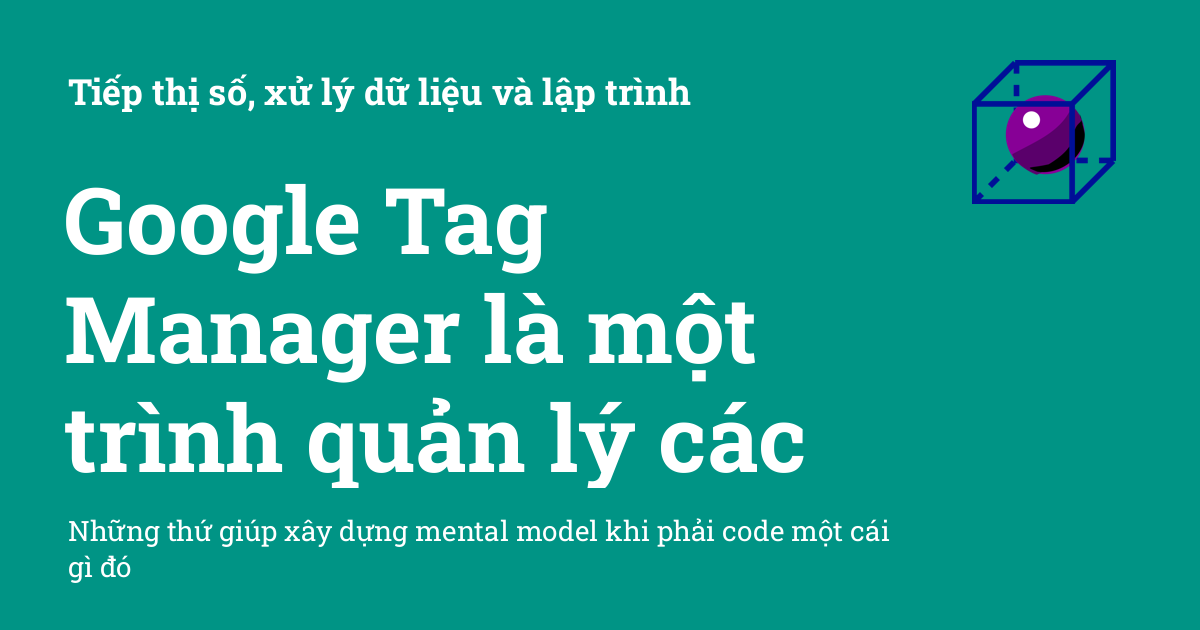 Tiếp thị số, xử lý dữ liệu và lập trình
Google Tag
Manager là một
trình quản lý các
Những thứ giúp xây dựng mental model khi phải code một cái
gì đó